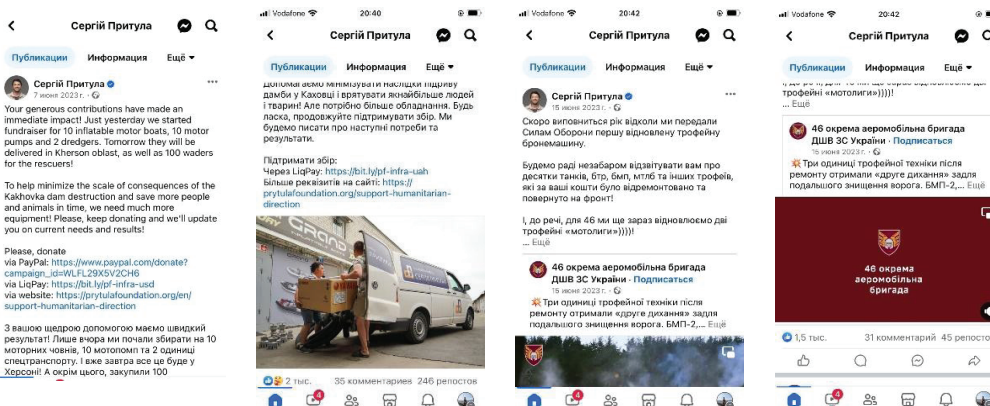 Сергій Притула
Публикации Информация Ещё
Сергій Притула
7 июня 2023 г.
Your generous contributions have made an
immediate impact! Just yesterday we started
fundraiser for 10 inflatable motor boats, 10 motor
pumps and 2 dredgers. Tomorrow they will be
delivered in Kherson oblast, as well as 100 waders
for the rescuers!
To help minimize the scale of consequences of the
Kakhovka dam destruction and save more people
and animals in time, we need much more
equipment! Please, keep donating and we'll update
you on current needs and results!
Please, donate
via PayPal: https://www.paypal.com/donate?
campaign_id=WLFL29X5V2CH6
via LiqPay: https://bit.ly/pf-infra-usd
via website: https://prytulafoundation.org/en/
support-humanitarian-direction
З вашою щедрою допомогою маємо швидкий
результат! Лише вчора ми почали збирати на 10
моторних човнів, 10 мотопомп та 2 одиниці
спецтранспорту. І вже завтра все це буде у
Херсоні! А окрім цього, закупили 100
Vodafone 20:40
Сергій Притула
Публикации Информация Ещё
допомагаємо мінімізувати наслідки підриву
дамби у Каховці і врятувати якнайбільше людей
і тварин! Але потрібно більше обладнання. Будь
ласка, продовжуйте підтримувати збір. Ми
будемо писати про наступні потреби та
результати.
Підтримати збір:
Через LiqPay: https://bit.ly/pf-infra-uah
Більше реквізитів на сайті: https://
prytulafoundation.org/support-humanitarian-
direction
GRAND
2 тыс. 35 комментариев 246 репостов
4
Vodafone 20:42
Сергій Притула
Публикации Информация Ещё
Сергій Притула
15 июня 2023 г.
Скоро виповниться рік відколи ми передали
Силам Оборони першу відновлену трофейну
бронемашину.
Будемо раді незабаром відзвітувати вам про
десятки танків, бтр, бмп, мтлб та інших трофеїв,
які за ваші кошти було відремонтовано та
повернуто на фронт!
І, до речі, для 46 ми ще зараз відновлюємо дві
трофейні «мотолиги»))))!
... Ещё
46 окрема аеромобільна бригада
ДШВ ЗС України · Подписаться
15 июня 2023 г.
Три одиниці трофейної техніки після
ремонту отримали «друге дихання» задля
подальшого знищення ворога. БМП-2,... Ещё
4
Vodafone 20:42
Сергій Притула
Публикации Информация Ещё
трофейні «мотолиги»))))!
... Ещё
46 окрема аеромобільна бригада
ДШВ ЗС України · Подписаться
15 июня 2023 г.
Три одиниці трофейної техніки після
ремонту отримали «друге дихання» задля
подальшого знищення ворога. БМП-2,... Ещё
46 окрема
аеромобільна
бригада
1,5 тыс. 31 комментарий 45 репосто
4